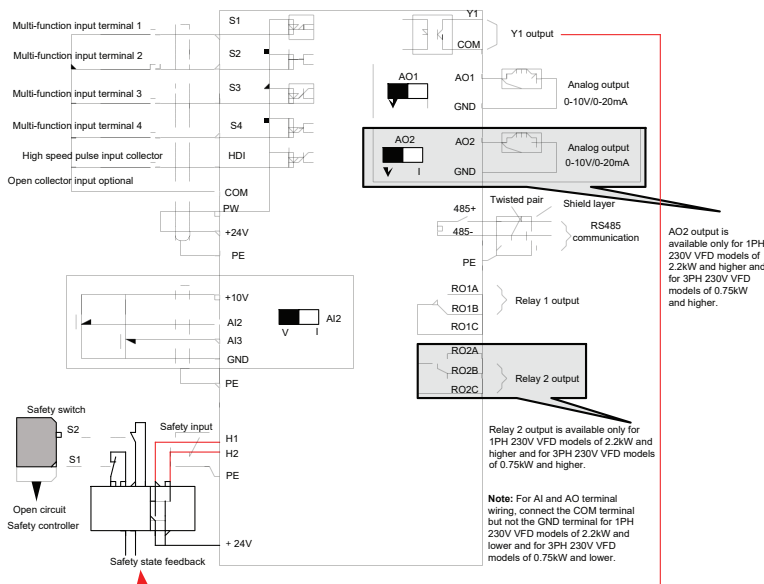 Multi-function input terminal 1
Multi-function input terminal 2
Multi-function input terminal 3
Multi-function input terminal 4
High speed pulse input collector
Open collector input optional
S1
S2
S3
S4
HDI
COM
PW
+24V
PE
+10V
AI2
AI3
GND
PE
AI2
V
I
Safety switch
S2
S1
Open circuit
Safety controller
Safety input
H1
H2
PE
+ 24V
Safety state feedback
Y1
COM
Y1 output
AO1
V
AO1
GND
Analog output
0-10V/0-20mA
AO2
V
I
AO2
GND
Analog output
0-10V/0-20mA
Twisted pair
Shield layer
485+
485-
PE
RS485
communication
AO2 output is
available only for 1PH
230V VFD models of
2.2kW and higher and
for 3PH 230V VFD
models of 0.75kW
and higher.
RO1A
RO1B
RO1C
Relay 1 output
RO2A
RO2B
RO2C
Relay 2 output
Relay 2 output is available only for
1PH 230V VFD models of 2.2kW and
higher and for 3PH 230V VFD models
of 0.75kW and higher.
Note: For AI and AO terminal
wiring, connect the COM terminal
but not the GND terminal for 1PH
230V VFD models of 2.2kW and
lower and for 3PH 230V VFD
models of 0.75kW and lower.